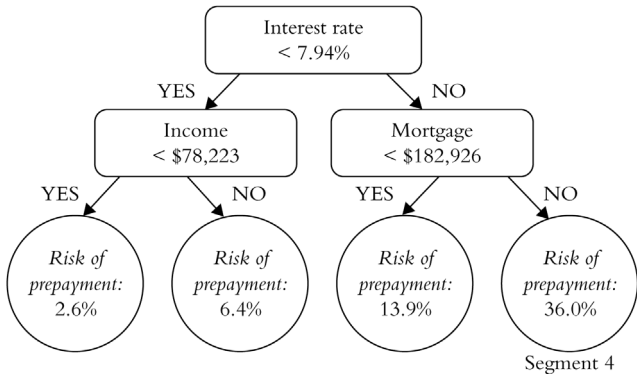 Interest rate
< 7.94%
YES
NO
Income
< $78,223
Mortgage
< $182,926
YES
NO
YES
NO
Risk of
prepayment:
2.6%
Risk of
prepayment:
6.4%
Risk of
prepayment:
13.9%
Risk of
prepayment:
36.0%
Segment 4